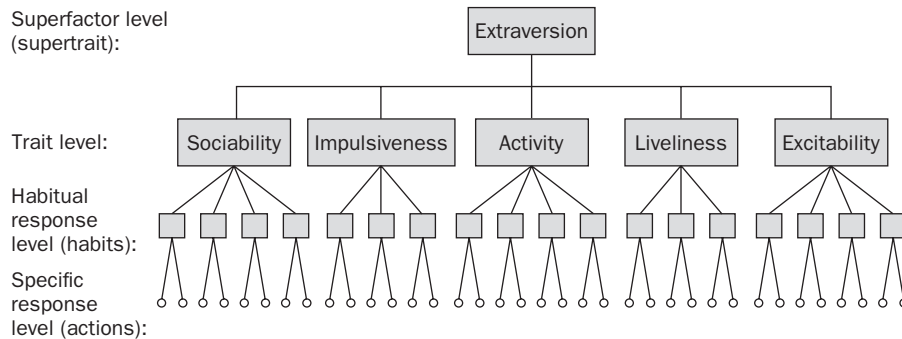 Superfactor level
(supertrait):
Extraversion
Trait level:
Sociability
Impulsiveness
Activity
Liveliness
Excitability
Habitual
response
level (habits):
Specific
response
level (actions):